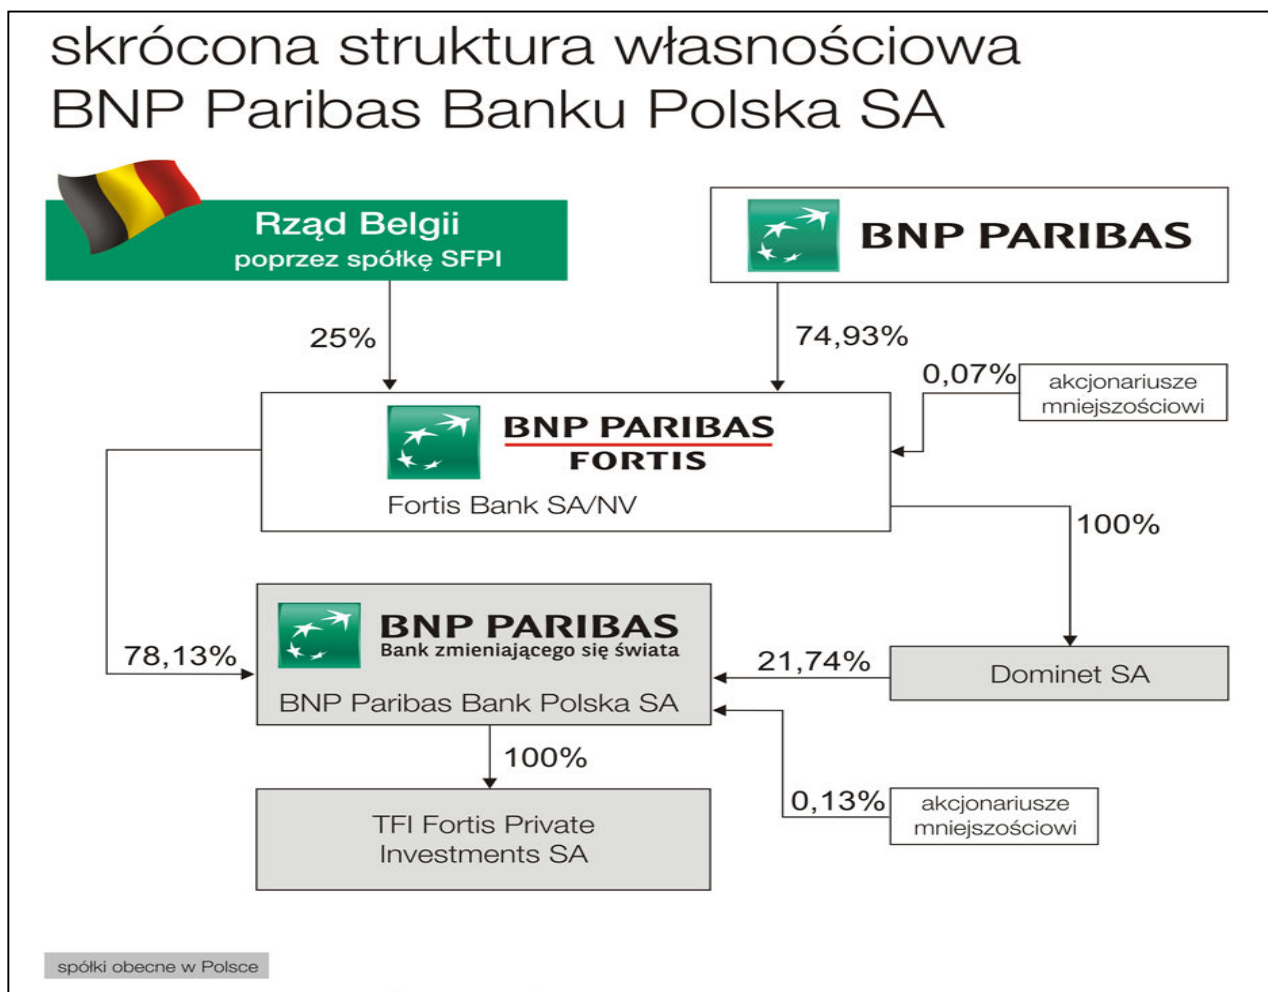 skrócona struktura własnościowa
BNP Paribas Banku Polska SA
Rząd Belgii
poprzez spółkę SFPI
BNP PARIBAS
25%
74,93%
0,07%
akcjonariusze
mniejszościowi
BNP PARIBAS
FORTIS
Fortis Bank SA/NV
100%
BNP PARIBAS
Bank zmieniającego się świata
BNP Paribas Bank Polska SA
78,13%
21,74%
Dominet SA
100%
0,13%
akcjonariusze
mniejszościowi
TFI Fortis Private
Investments SA
spółki obecne w Polsce